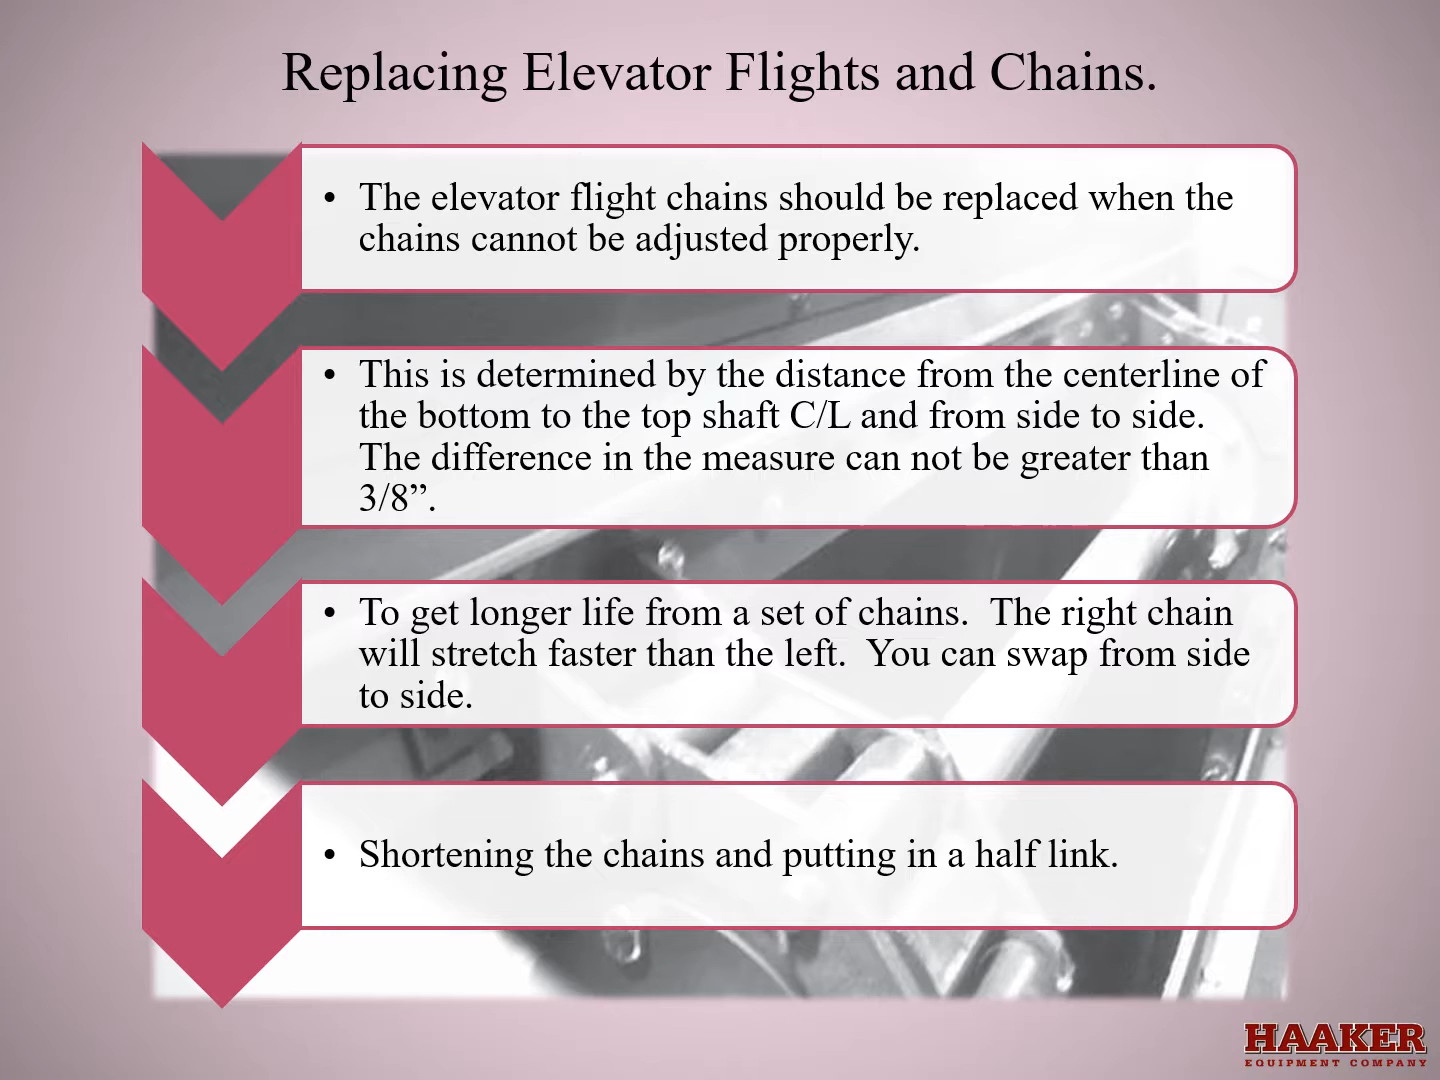 Replacing Elevator Flights and Chains.
• The elevator flight chains should be replaced when the
chains cannot be adjusted properly.
• This is determined by the distance from the centerline of
the bottom to the top shaft C/L and from side to side.
The difference in the measure can not be greater than
3/8”.
• To get longer life from a set of chains.  The right chain
will stretch faster than the left.  You can swap from side
to side.
• Shortening the chains and putting in a half link.
HAAKER
EQUIPMENT COMPANY